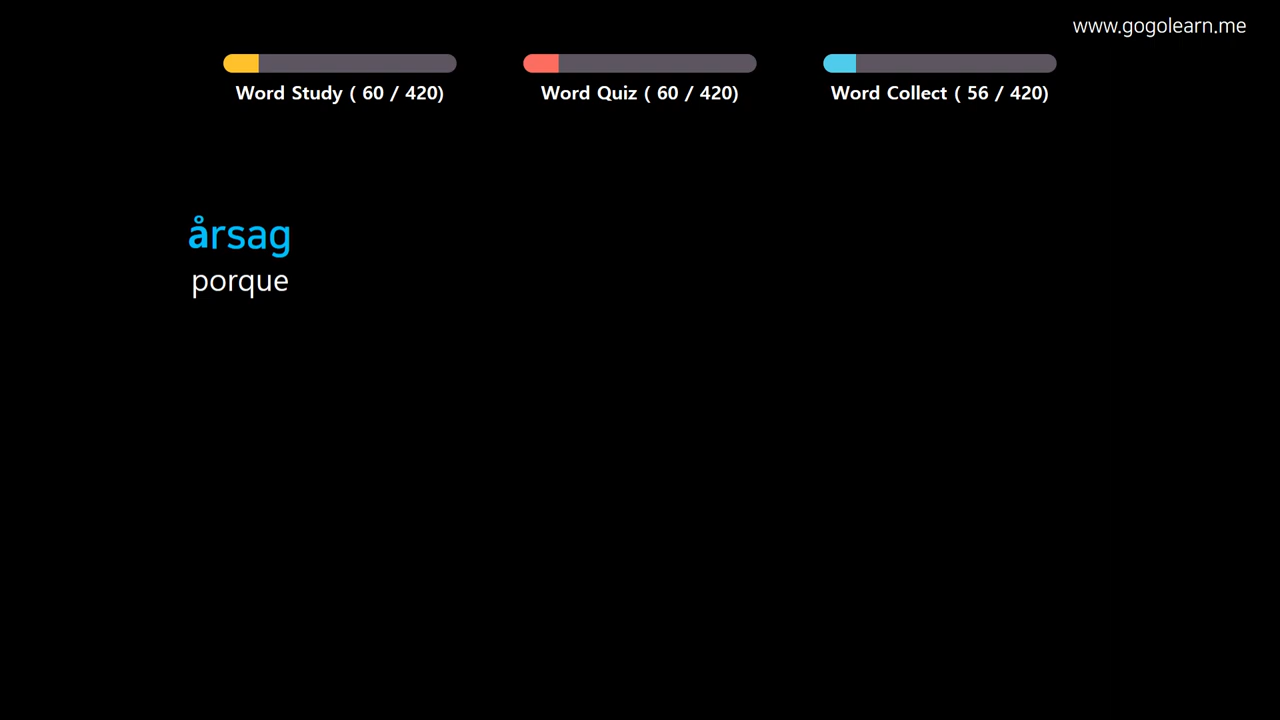 www.gogolearn.me
Word Study ( 60 / 420)
Word Quiz ( 60 / 420)
Word Collect ( 56 / 420)
årsag
porque